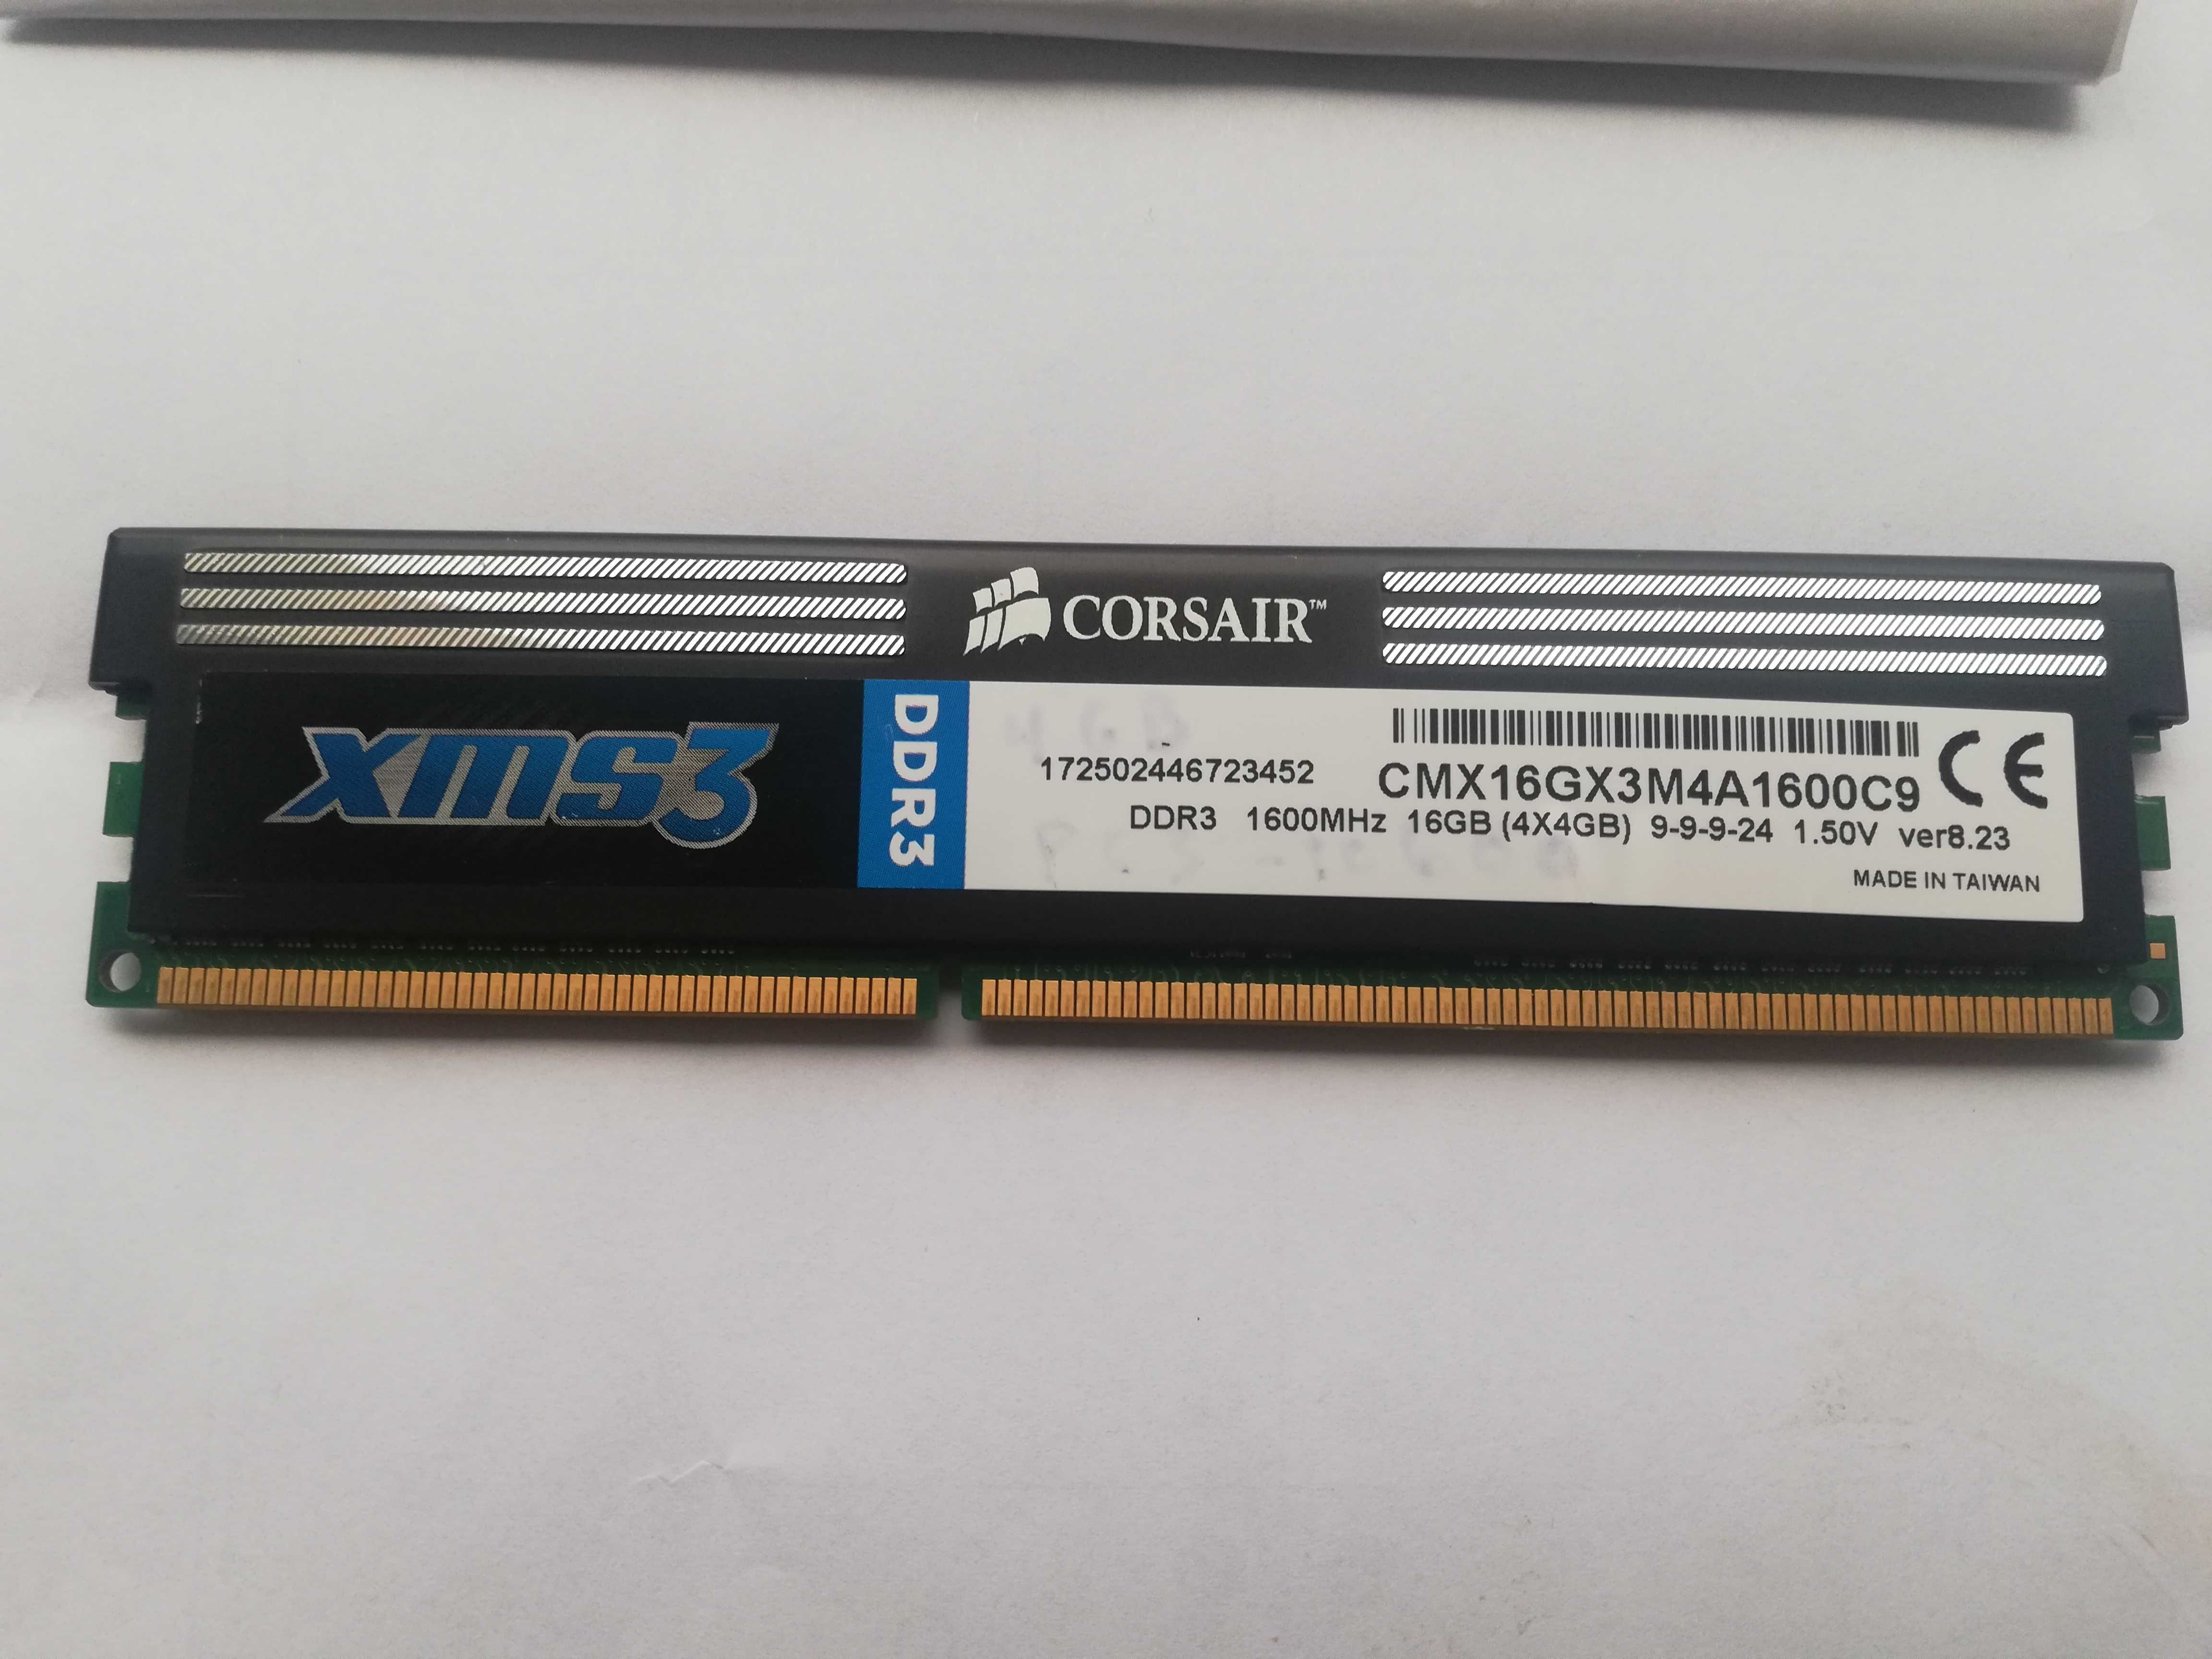 CORSAIR™
xms3
DDR3
172502446723452
CMX16GX3M4A1600C9
CE
DDR3 1600MHz 16GB (4X4GB) 9-9-9-24 1.50V ver8.23
MADE IN TAIWAN